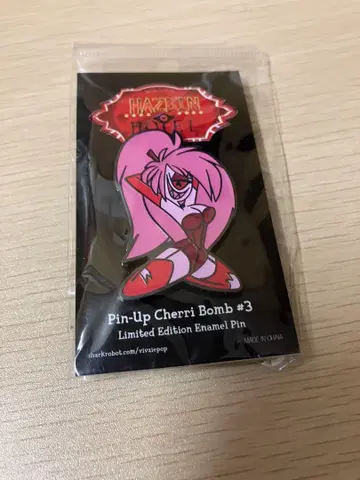 HAZBIN
HOTEL
Pin-Up Cherri Bomb #3
Limited Edition Enamel Pin
sharkrobot.com/vivziepop
MADE IN CHINA